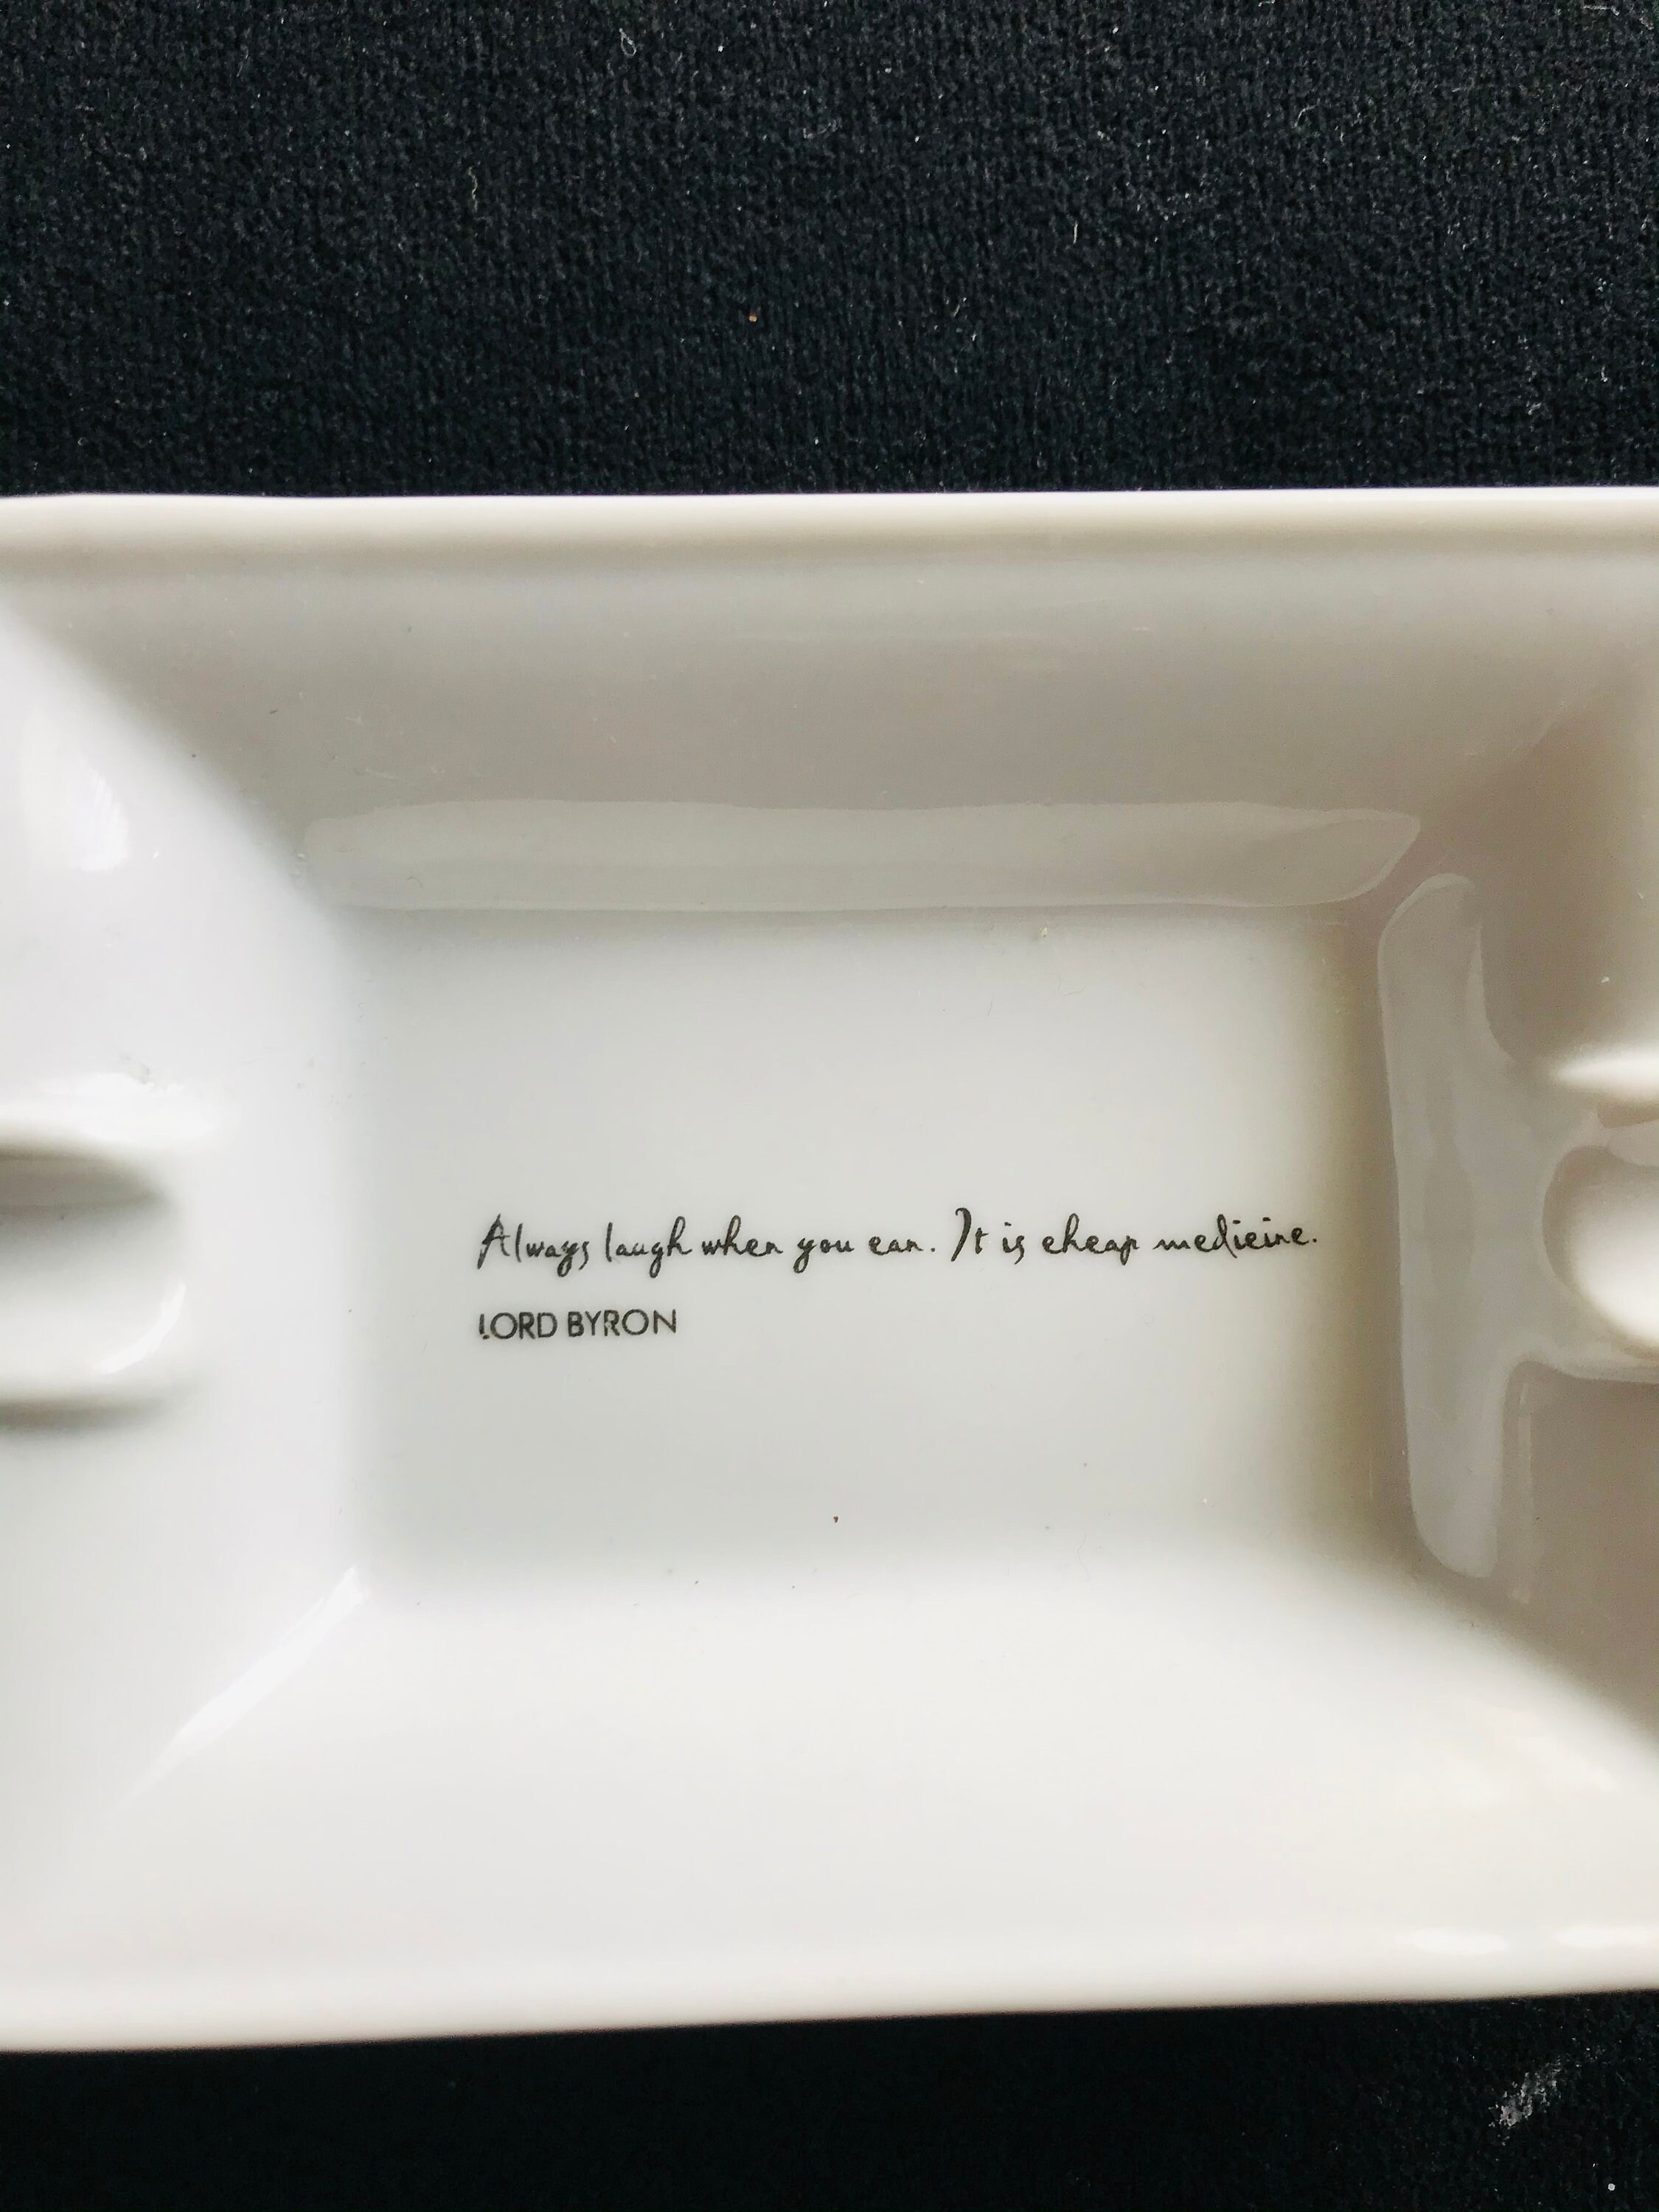 Always laugh when you can. It is cheap medicine.
LORD BYRON